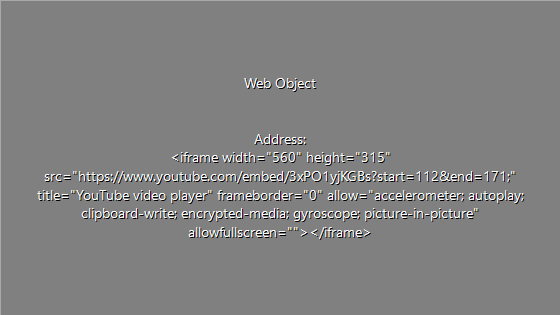 Web Object
Address:
<iframe width="560" height="315"
src="https://www.youtube.com/embed/3xPO1yjKGBs?start=112&end=171;"
title="YouTube video player" frameborder="0" allow="accelerometer; autoplay;
clipboard-write; encrypted-media; gyroscope; picture-in-picture"
allowfullscreen=""></iframe>